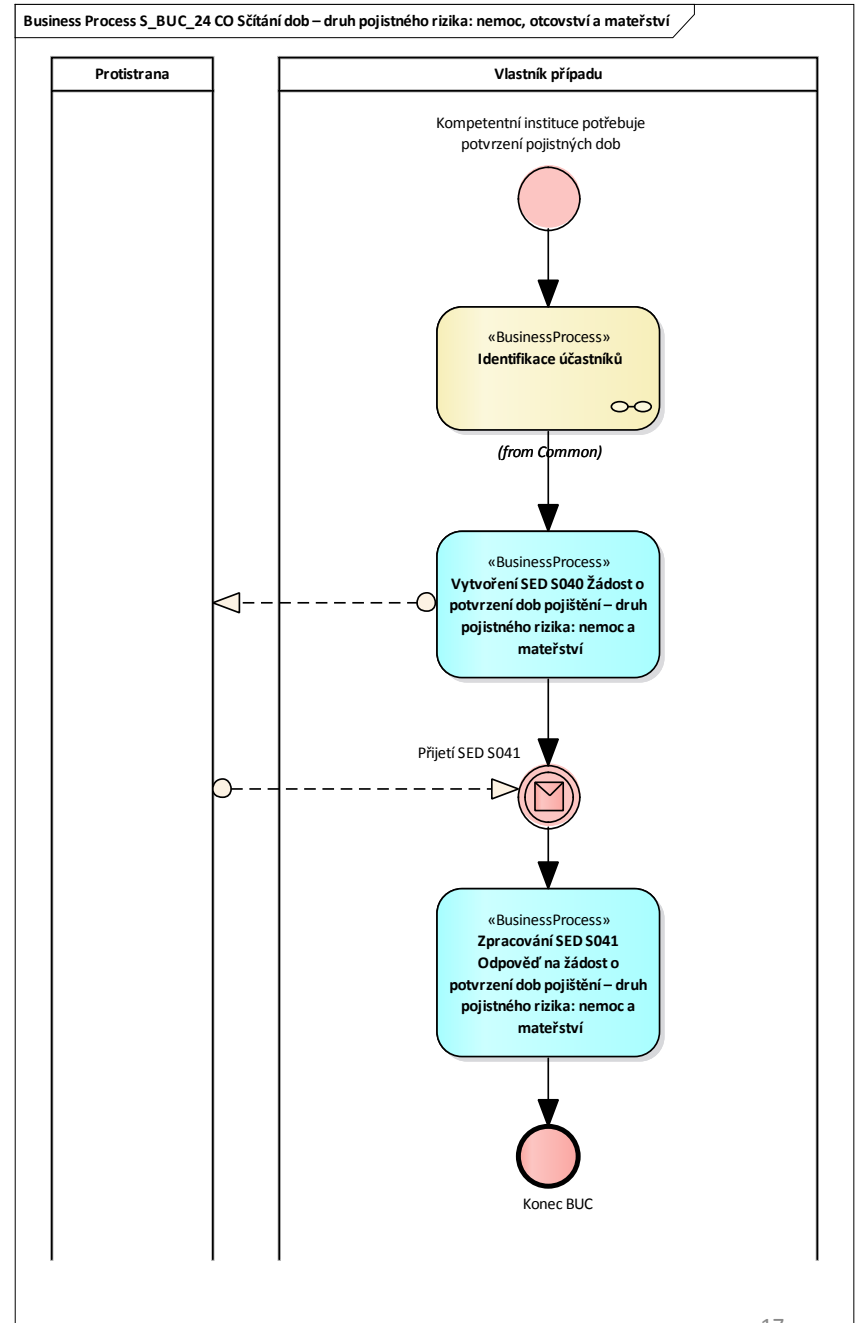 Business Process S_BUC_24 CO Sčítání dob – druh pojistného rizika: nemoc, otcovství a mateřství
Protistrana
Vlastník případu
Kompetentní instituce potřebuje
potvrzení pojistných dob
«BusinessProcess»
Identifikace účastníků
(from Common)
«BusinessProcess»
Vytvoření SED S040 Žádost o
potvrzení dob pojištění – druh
pojistného rizika: nemoc a
mateřství
Přijetí SED S041
«BusinessProcess»
Zpracování SED S041
Odpověď na žádost o
potvrzení dob pojištění – druh
pojistného rizika: nemoc a
mateřství
Konec BUC